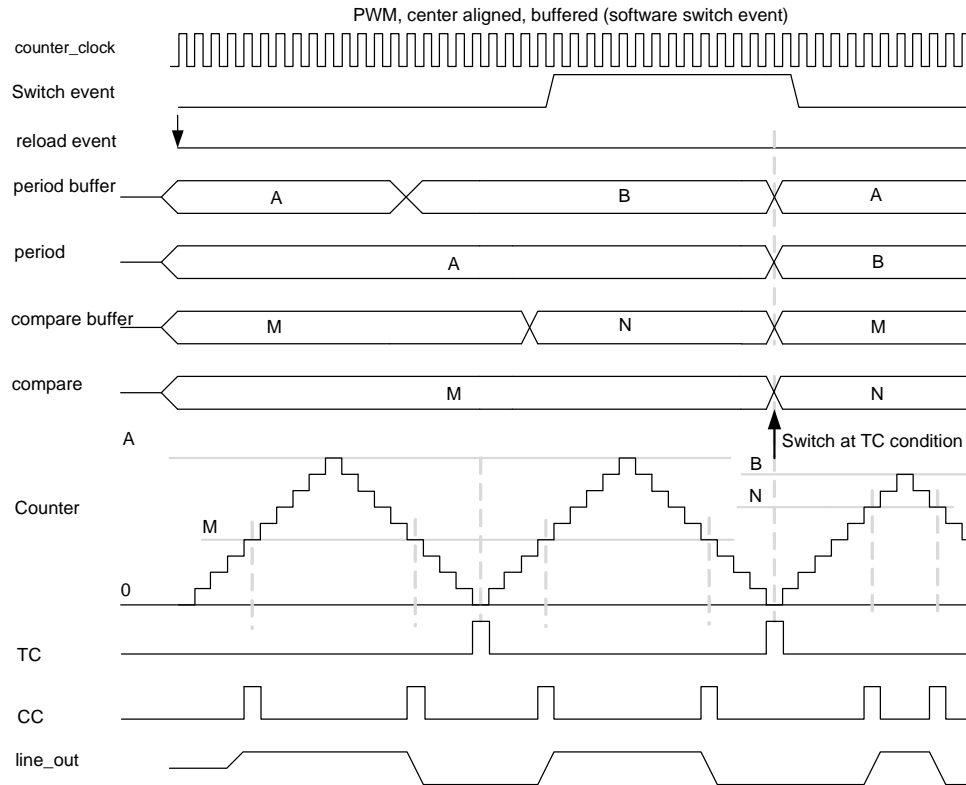 PWM, center aligned, buffered (software switch event)
counter_clock
Switch event
reload event
period buffer
A
B
A
period
A
B
compare buffer
M
N
M
compare
M
N
Switch at TC condition
A
B
Counter
N
M
0
TC
CC
line_out